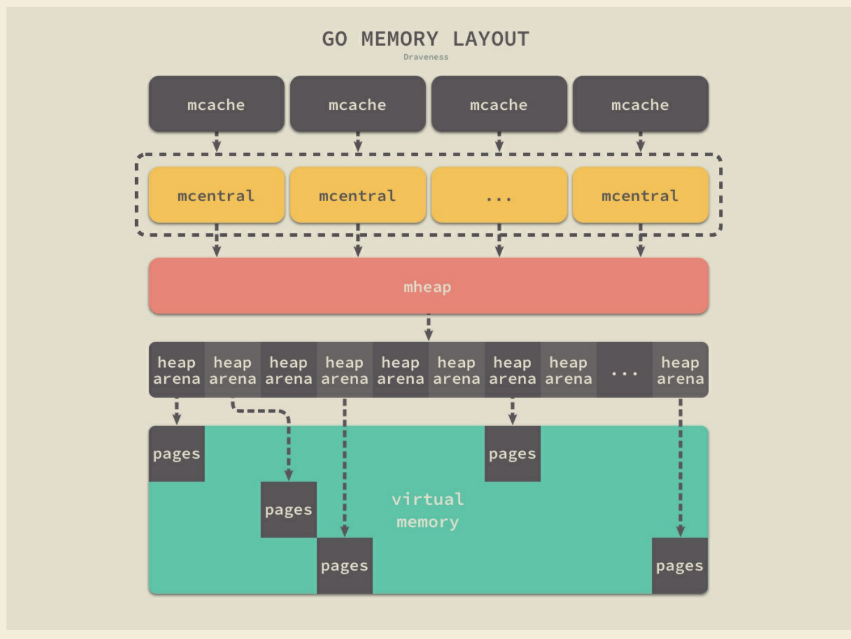 GO MEMORY LAYOUT
Draveness
mcache mcache mcache mcache
mcentral mcentral ... mcentral
mheap
heap heap heap heap heap heap heap heap ... heap
arena arena arena arena arena arena arena arena arena
pages pages
virtual
pages
memory
pages pages